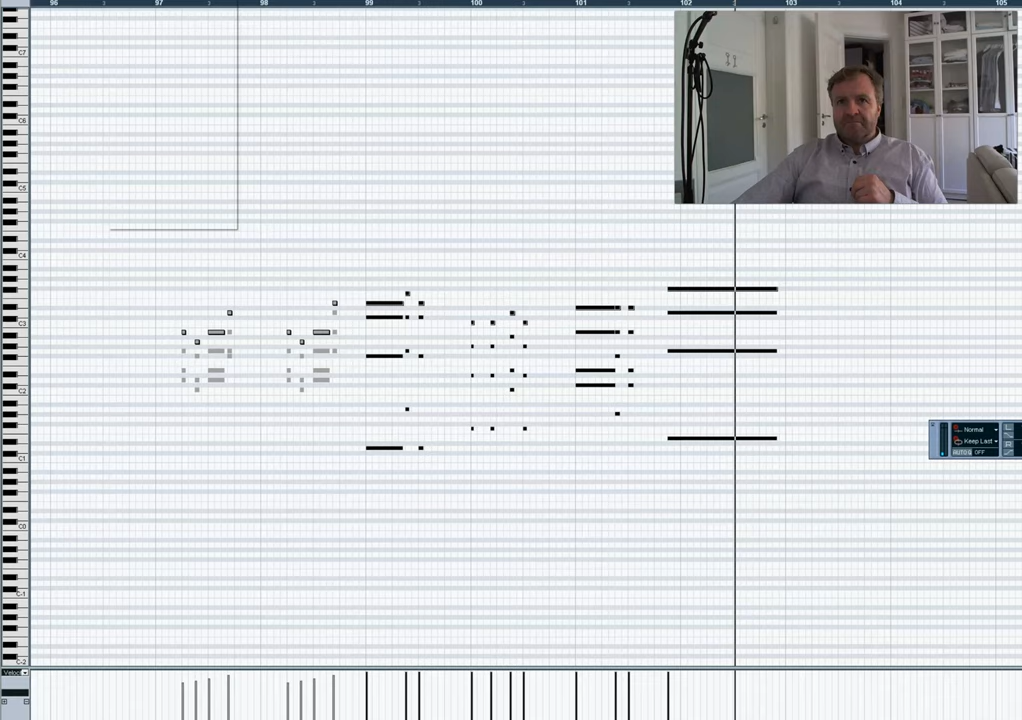 96 97 98 99 100 101 102 103 104 105
C7
C6
C5
C4
C3
C2
C1
C0
C-1
C-2
Normal
Keep Last
AUTO Q OFF